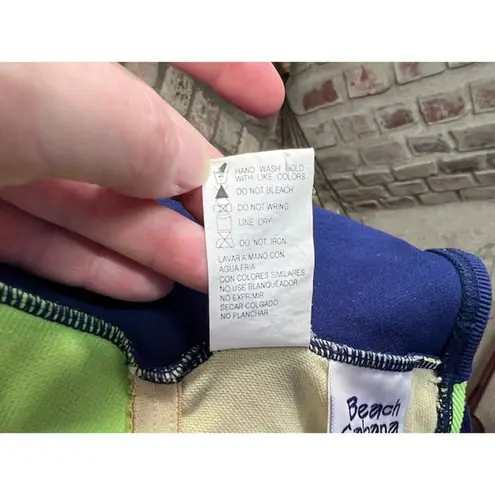 HAND WASH COLD
WITH LIKE COLORS
DO NOT BLEACH
DO NOT WRING
LINE DRY
DO NOT IRON
LAVAR A MANO CON
AGUA FRIA
CON COLORES SIMILARES
NO USE BLANQUEADOR
NO EXPRIMIR
SECAR COLGADO
NO PLANCHAR
Beach
Cabana